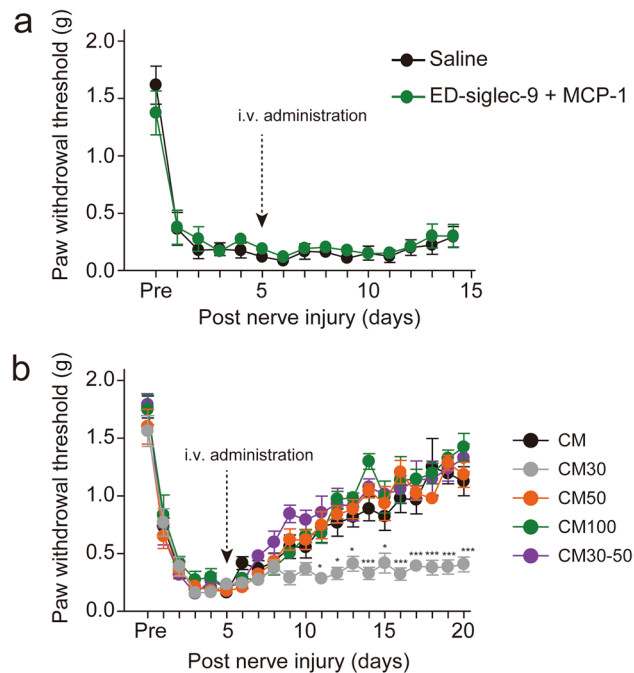 a
Paw withdrawal threshold (g)
2.0
1.5
1.0
0.5
0.0
i.v. administration
Saline
ED-siglec-9 + MCP-1
Pre 5 10 15
Post nerve injury (days)
b
Paw withdrawal threshold (g)
2.0
1.5
1.0
0.5
0.0
i.v. administration
* * * *** * *** *** *** *** ***
CM
CM30
CM50
CM100
CM30-50
Pre 5 10 15 20
Post nerve injury (days)